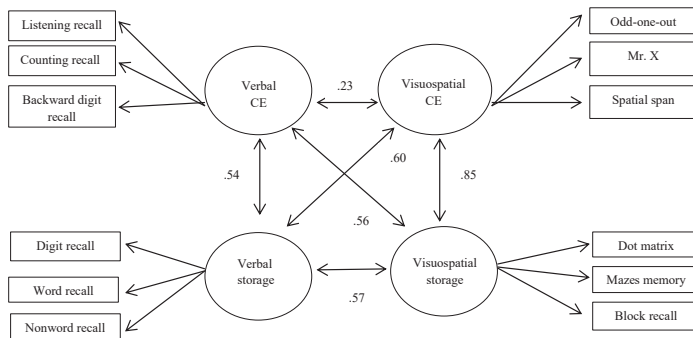 Listening recall
Counting recall
Backward digit
recall
Verbal
CE
.23
Visuospatial
CE
Odd-one-out
Mr. X
Spatial span
.54
.60
.56
.85
Digit recall
Word recall
Nonword recall
Verbal
storage
.57
Visuospatial
storage
Dot matrix
Mazes memory
Block recall